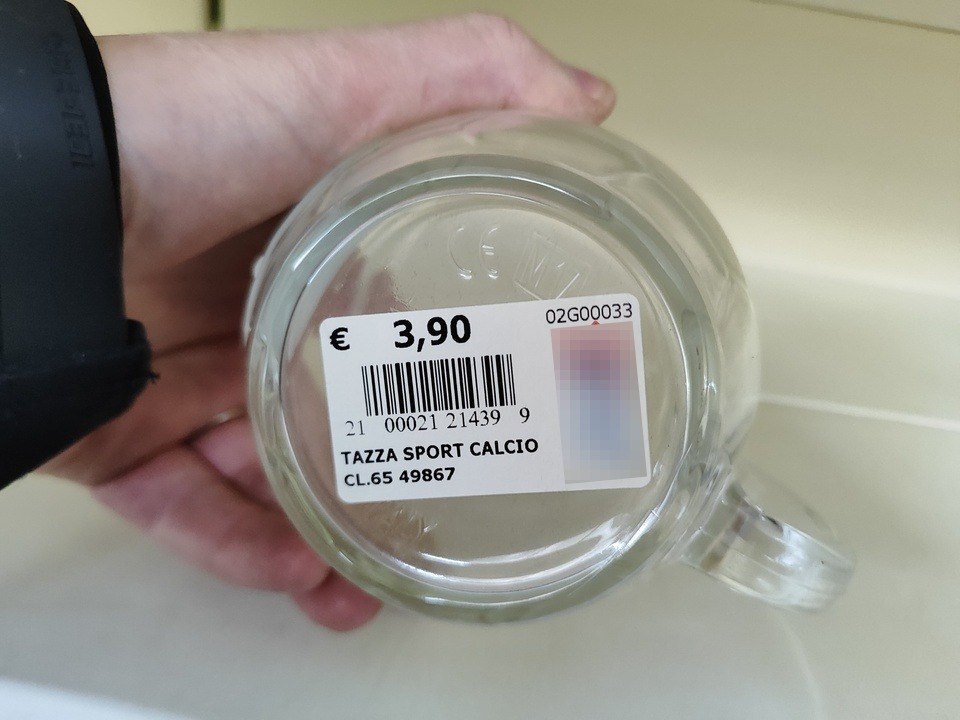 € 3,90
02G00033
21 00021 21439 9
TAZZA SPORT CALCIO
CL.65 49867